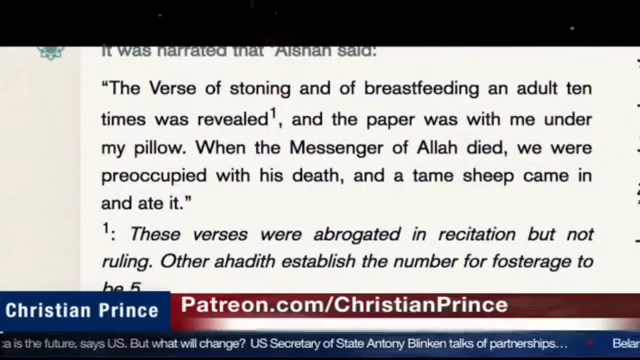 It was narrated that 'Aishah said:
“The Verse of stoning and of breastfeeding an adult ten
times was revealed¹, and the paper was with me under
my pillow. When the Messenger of Allah died, we were
preoccupied with his death, and a tame sheep came in
and ate it.”
¹: These verses were abrogated in recitation but not
ruling. Other ahadith establish the number for fosterage to
be 5
Christian Prince
Patreon.com/ChristianPrince
is the future, says US. But what will change? US Secretary of State Antony Blinken talks of partnerships...